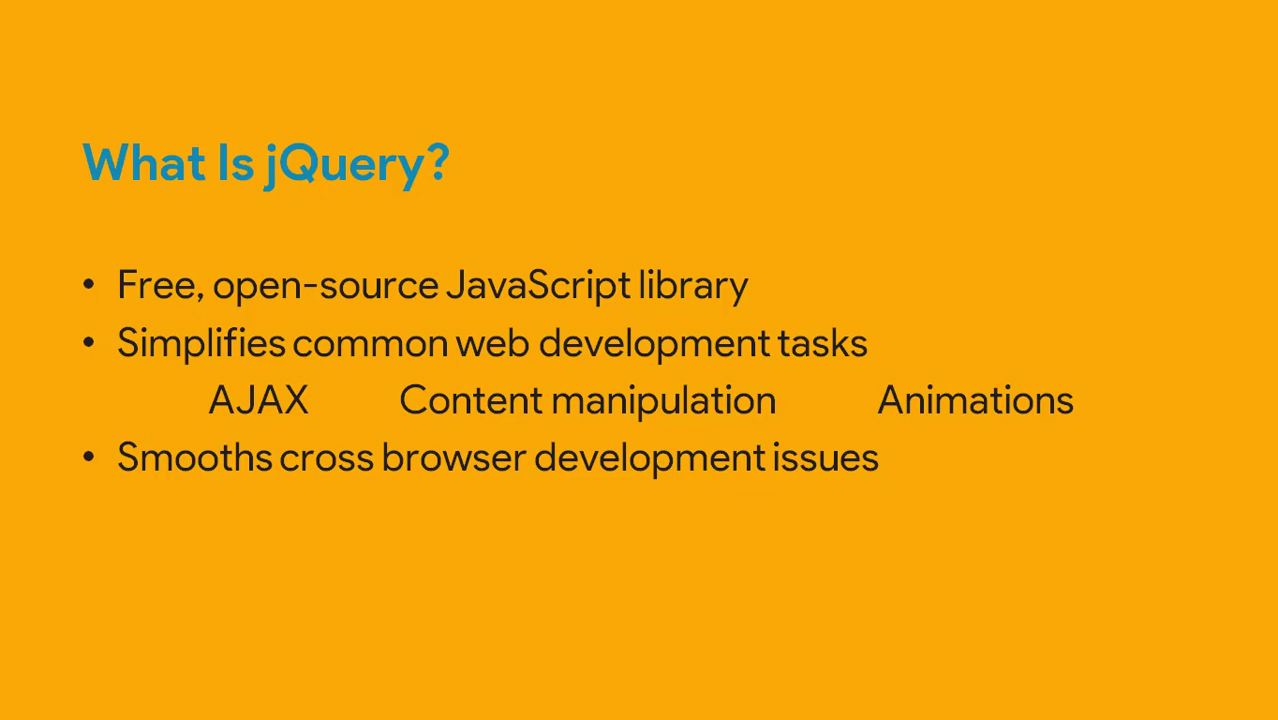 What Is jQuery?
• Free, open-source JavaScript library
• Simplifies common web development tasks
AJAX Content manipulation Animations
• Smooths cross browser development issues